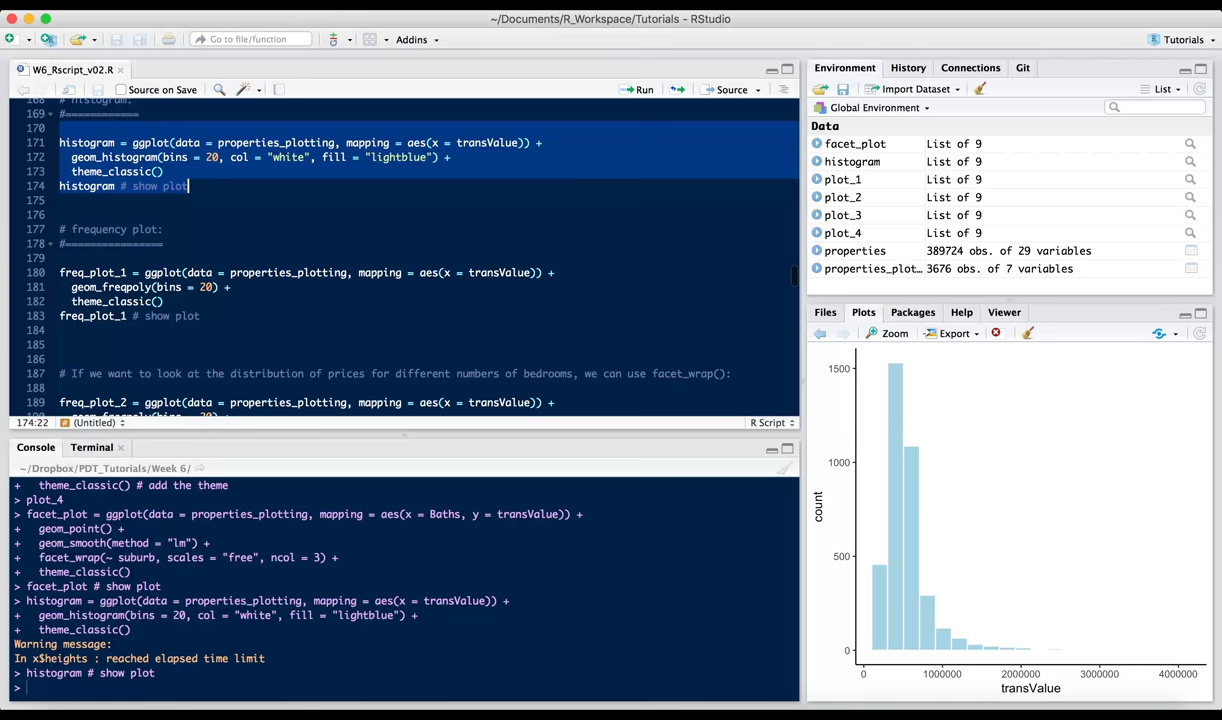 ~/Documents/R_Workspace/Tutorials - RStudio
Go to file/function
Addins
Tutorials
W6_Rscript_v02.R
Source on Save
Run
Source
168 # histogram:
169 #============
170
171 histogram = ggplot(data = properties_plotting, mapping = aes(x = transValue)) +
172 geom_histogram(bins = 20, col = "white", fill = "lightblue") +
173 theme_classic()
174 histogram # show plot
175
176
177 # frequency plot:
178 #=================
179
180 freq_plot_1 = ggplot(data = properties_plotting, mapping = aes(x = transValue)) +
181 geom_freqpoly(bins = 20) +
182 theme_classic()
183 freq_plot_1 # show plot
184
185
186
187 # If we want to look at the distribution of prices for different numbers of bedrooms, we can use facet_wrap():
188
189 freq_plot_2 = ggplot(data = properties_plotting, mapping = aes(x = transValue)) +
190 geom_freqpoly(bins = 20) +
174:22 (Untitled) R Script
Console Terminal
~/Dropbox/PDT_Tutorials/Week 6/
+ theme_classic() # add the theme
> plot_4
> facet_plot = ggplot(data = properties_plotting, mapping = aes(x = Baths, y = transValue)) +
+ geom_point() +
+ geom_smooth(method = "lm") +
+ facet_wrap(~ suburb, scales = "free", ncol = 3) +
+ theme_classic()
> facet_plot # show plot
> histogram = ggplot(data = properties_plotting, mapping = aes(x = transValue)) +
+ geom_histogram(bins = 20, col = "white", fill = "lightblue") +
+ theme_classic()
Warning message:
In x$heights : reached elapsed time limit
> histogram # show plot
>
Environment History Connections Git
Import Dataset List
Global Environment
Data
facet_plot List of 9
histogram List of 9
plot_1 List of 9
plot_2 List of 9
plot_3 List of 9
plot_4 List of 9
properties 389724 obs. of 29 variables
properties_plot… 3676 obs. of 7 variables
Files Plots Packages Help Viewer
Zoom Export
1500
1000
500
0
count
0 1000000 2000000 3000000 4000000
transValue